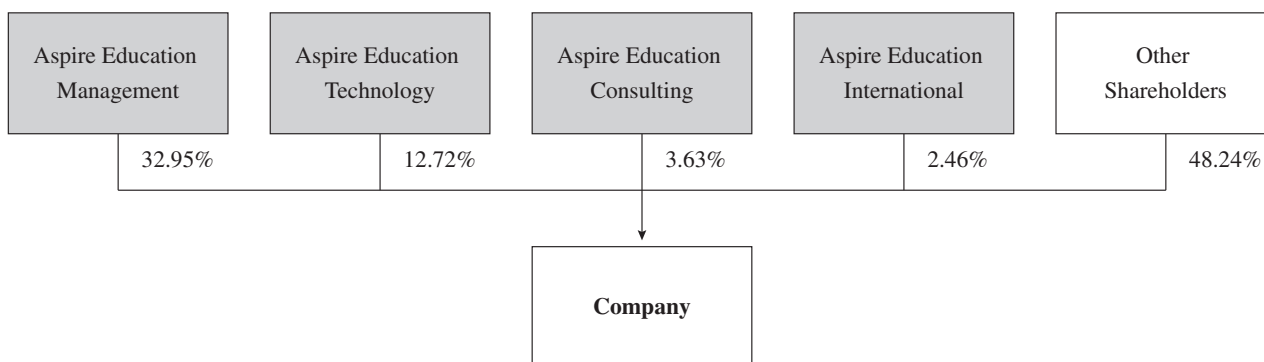 Aspire Education
Management
Aspire Education
Technology
Aspire Education
Consulting
Aspire Education
International
Other
Shareholders
32.95%
12.72%
3.63%
2.46%
48.24%
Company